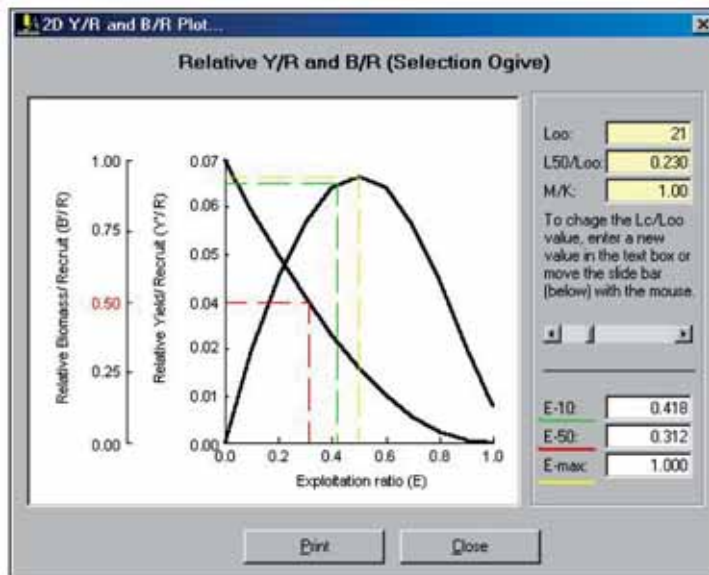 2D Y/R and B/R Plot...
Relative Y/R and B/R (Selection Ogive)
Relative Biomass/ Recruit (B'/R)
1.00
0.75
0.50
0.25
0.00
Relative Yield/ Recruit (Y'/R)
0.07
0.06
0.05
0.04
0.02
0.01
0.00
0.0 0.2 0.4 0.6 0.8 1.0
Exploitation ratio (E)
Loo: 21
L50/Loo: 0.230
M/K: 1.00
To chage the Lc/Loo
value, enter a new
value in the text box or
move the slide bar
(below) with the mouse.
E-10: 0.418
E-50: 0.312
E-max: 1.000
Print Close